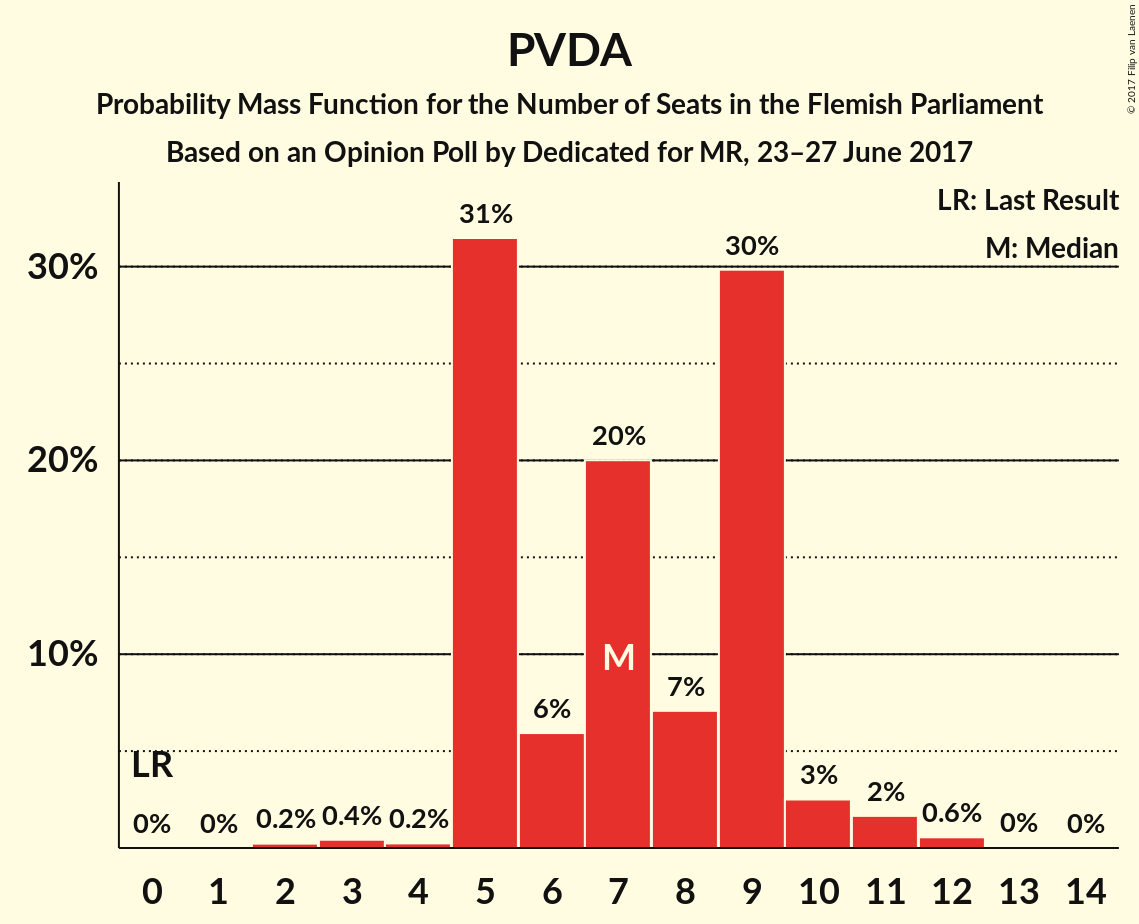 PVDA
Probability Mass Function for the Number of Seats in the Flemish Parliament
Based on an Opinion Poll by Dedicated for MR, 23–27 June 2017
© 2017 Filip van Laenen
LR: Last Result
M: Median
30%
20%
10%
31%
30%
20%
M
7%
6%
LR
3%
2%
0% 0% 0.2% 0.4% 0.2% 0.6% 0% 0%
0 1 2 3 4 5 6 7 8 9 10 11 12 13 14